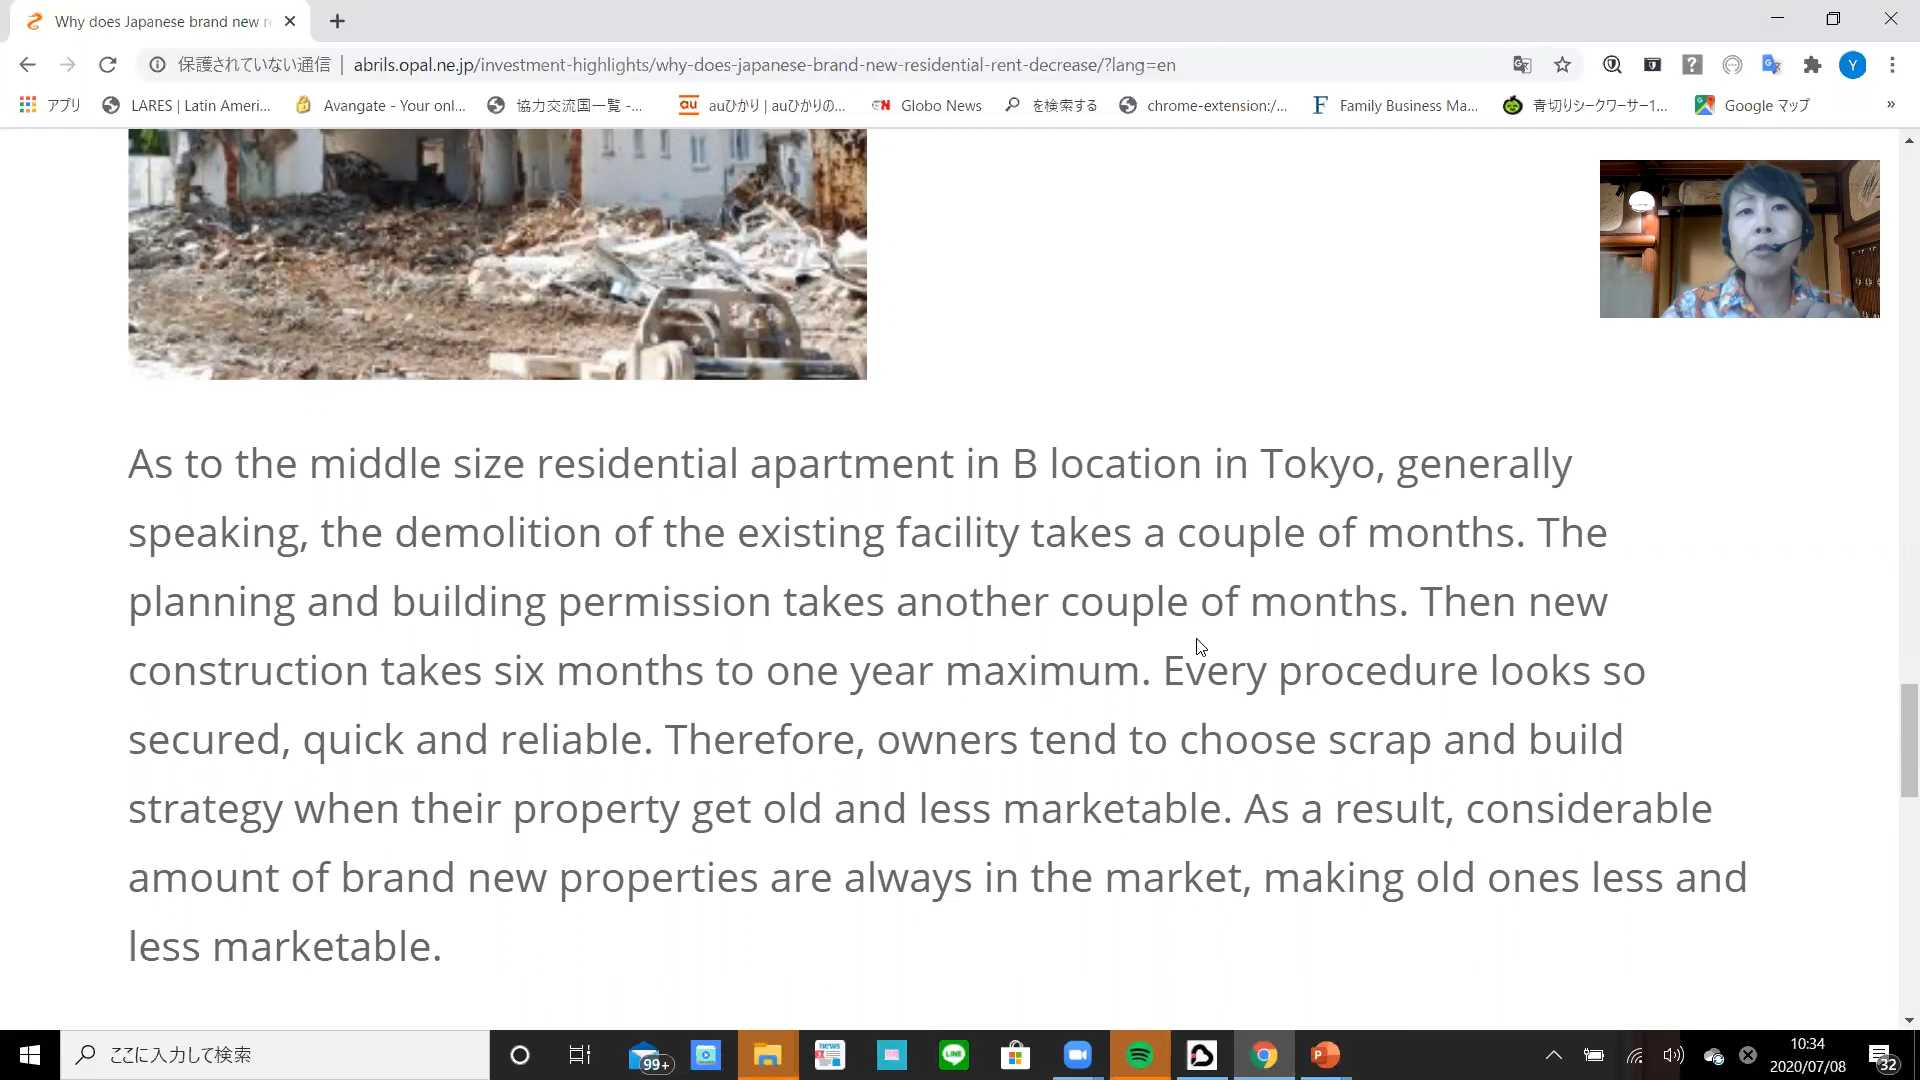 Why does Japanese brand new r
保護されていない通信 | abrils.opal.ne.jp/investment-highlights/why-does-japanese-brand-new-residential-rent-decrease/?lang=en
Y
アプリ LARES | Latin Ameri... Avangate - Your onl... 協力交流国一覧 -... au auひかり | auひかりの... Globo News を検索する chrome-extension:/... F Family Business Ma... 青切りシークワーサー1... Google マップ »
As to the middle size residential apartment in B location in Tokyo, generally
speaking, the demolition of the existing facility takes a couple of months. The
planning and building permission takes another couple of months. Then new
construction takes six months to one year maximum. Every procedure looks so
secured, quick and reliable. Therefore, owners tend to choose scrap and build
strategy when their property get old and less marketable. As a result, considerable
amount of brand new properties are always in the market, making old ones less and
less marketable.
ここに入力して検索
99+
news
LINE
10:34
2020/07/08
32